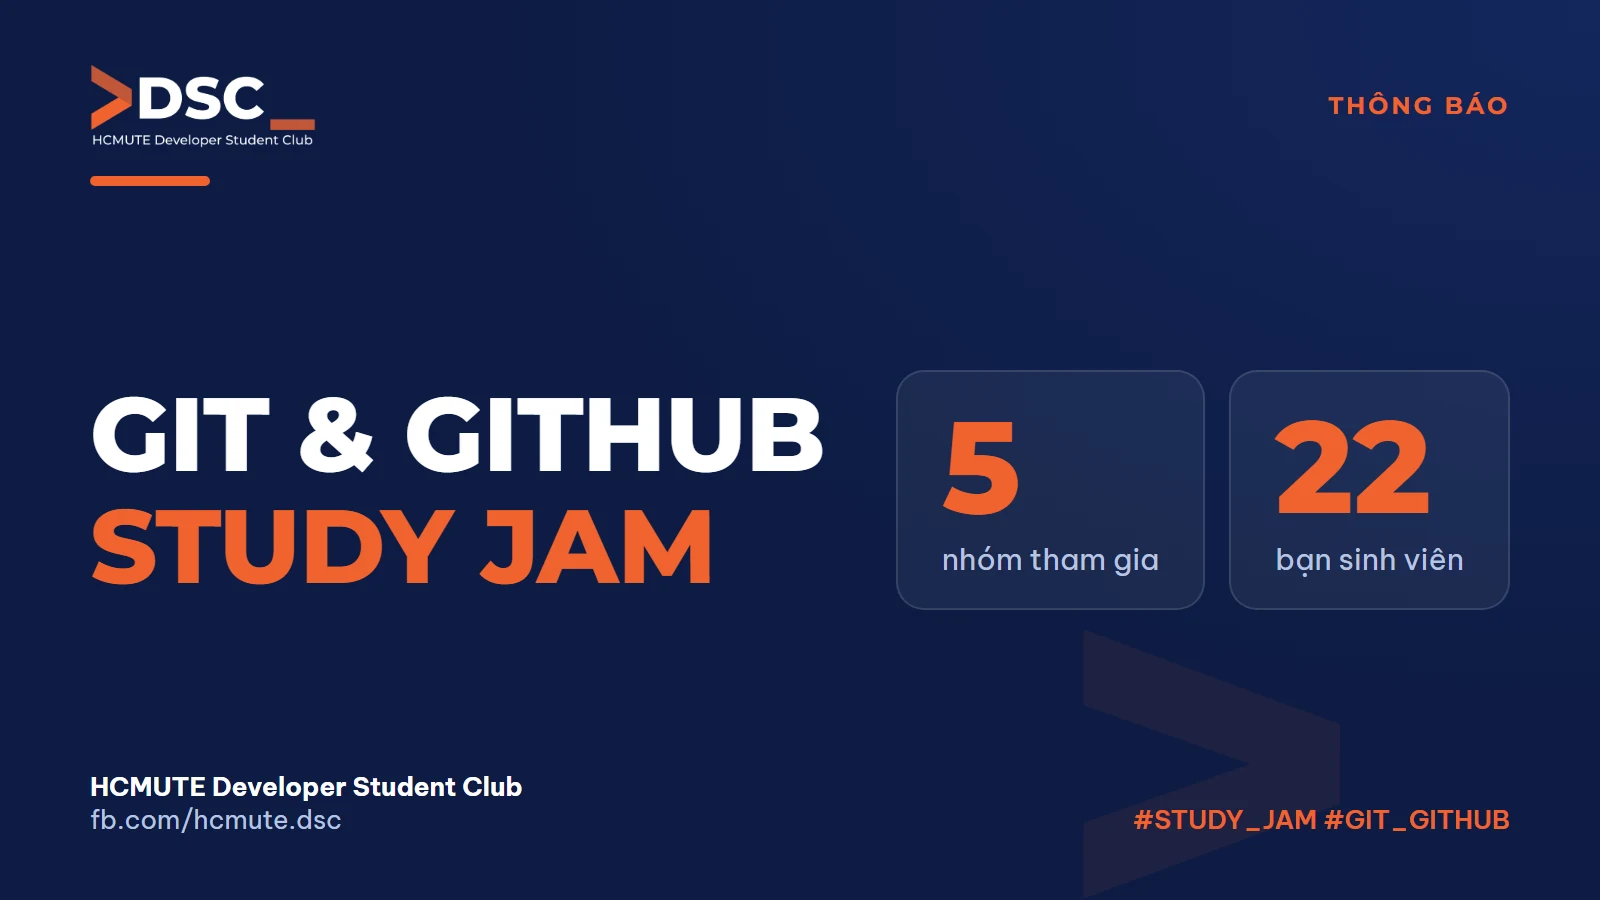 >DSC_
HCMUTE Developer Student Club
THÔNG BÁO
GIT & GITHUB
STUDY JAM
5
nhóm tham gia
22
bạn sinh viên
HCMUTE Developer Student Club
fb.com/hcmute.dsc
#STUDY_JAM #GIT_GITHUB